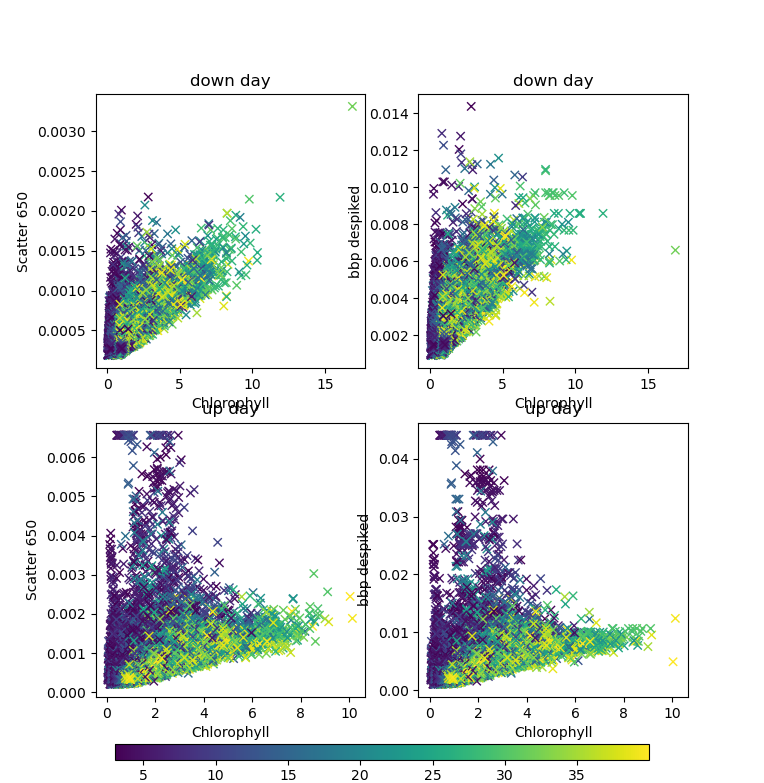 down day
down day
0.0030
0.0025
0.0020
0.0015
0.0010
0.0005
Scatter 650
0 5 10 15
Chlorophyll
0.014
0.012
0.010
0.008
0.006
0.004
0.002
bbp despiked
0 5 10 15
Chlorophyll
up day
up day
0.006
0.005
0.004
0.003
0.002
0.001
0.000
Scatter 650
0 2 4 6 8 10
Chlorophyll
0.04
0.03
0.02
0.01
0.00
bbp despiked
0 2 4 6 8 10
Chlorophyll
5 10 15 20 25 30 35